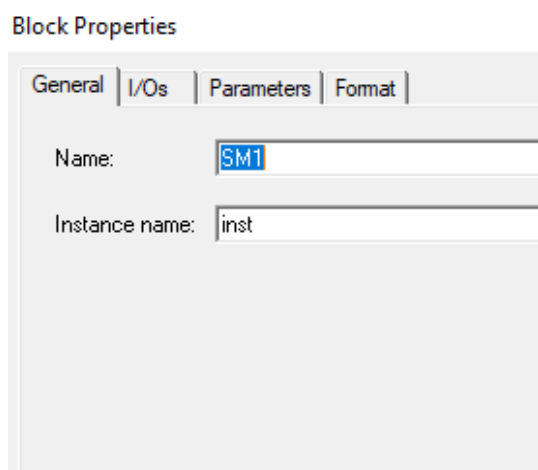 Block Properties
General I/Os Parameters Format
Name: SM1
Instance name: inst